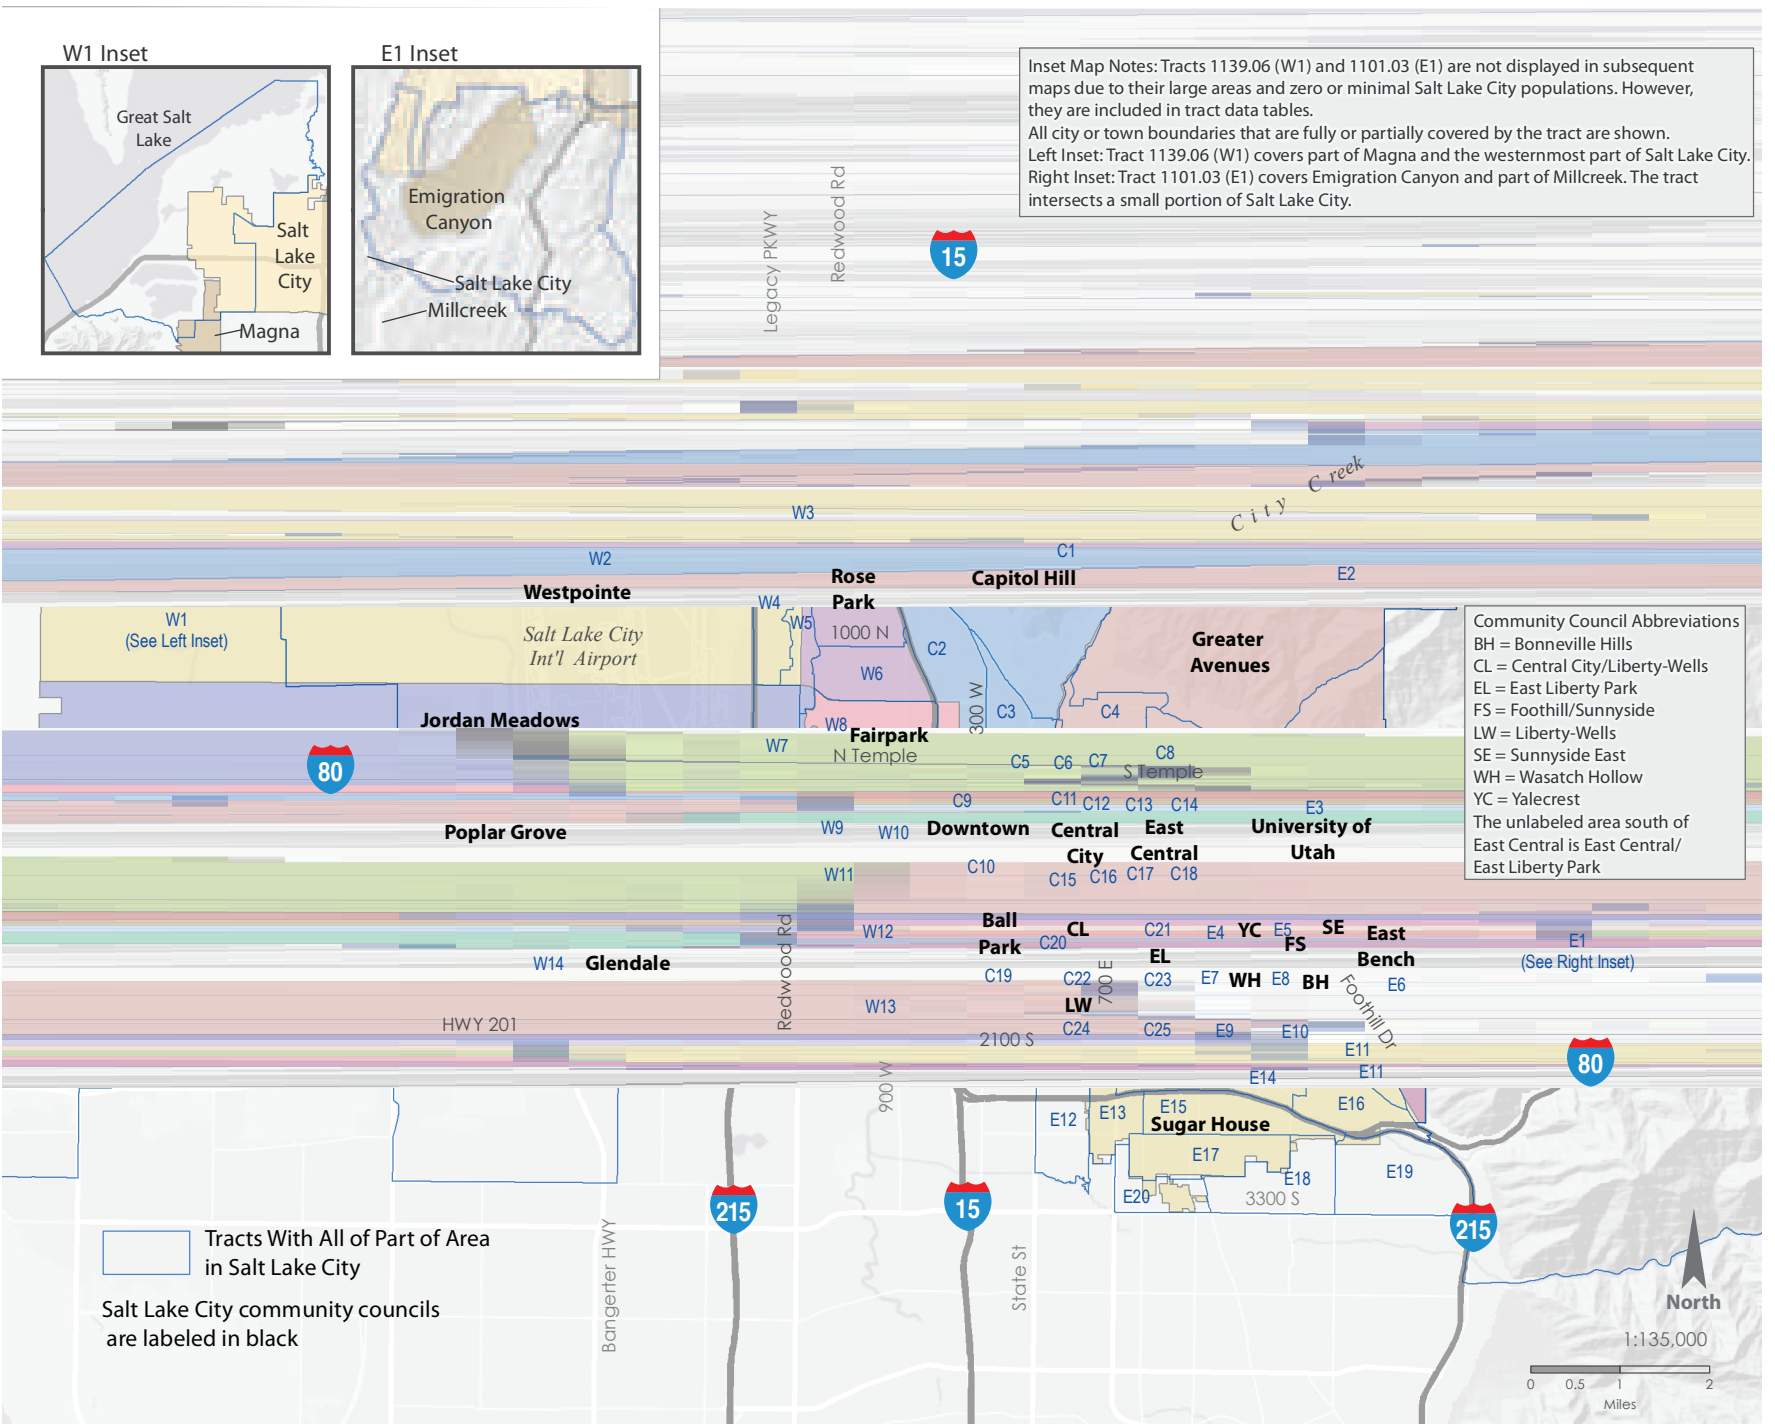 W1 Inset
E1 Inset
Great Salt
Lake
Salt
Lake
City
Magna
Emigration
Canyon
Salt Lake City
Millcreek
Inset Map Notes: Tracts 1139.06 (W1) and 1101.03 (E1) are not displayed in subsequent
maps due to their large areas and zero or minimal Salt Lake City populations. However,
they are included in tract data tables.
All city or town boundaries that are fully or partially covered by the tract are shown.
Left Inset: Tract 1139.06 (W1) covers part of Magna and the westernmost part of Salt Lake City.
Right Inset: Tract 1101.03 (E1) covers Emigration Canyon and part of Millcreek. The tract
intersects a small portion of Salt Lake City.
Legacy PKWY
Redwood Rd
15
City Creek
W3
W2
C1
E2
Westpointe
Rose
Park
Capitol Hill
W4
W1
(See Left Inset)
Salt Lake City
Int'l Airport
W5
1000 N
C2
W6
Greater
Avenues
Community Council Abbreviations
BH = Bonneville Hills
CL = Central City/Liberty-Wells
EL = East Liberty Park
FS = Foothill/Sunnyside
LW = Liberty-Wells
SE = Sunnyside East
WH = Wasatch Hollow
YC = Yalecrest
The unlabeled area south of
East Central is East Central/
East Liberty Park
Jordan Meadows
W8
300 W
C3
C4
Fairpark
W7
N Temple
C5
C6
C7
C8
S Temple
80
C9
C11
C12
C13
C14
E3
Poplar Grove
W9
W10
Downtown
Central
City
East
Central
University of
Utah
W11
C10
C15
C16
C17
C18
Redwood Rd
W12
Ball
Park
CL
C20
C21
EL
E4
YC
E5
FS
SE
East
Bench
E1
(See Right Inset)
W14
Glendale
C19
C22
700 E
C23
E7
WH
E8
BH
E6
Foothill Dr
W13
LW
HWY 201
2100 S
C24
C25
E9
E10
E11
E11
80
900 W
E14
E12
E13
E15
E16
Sugar House
E17
E18
E19
E20
3300 S
215
15
215
Tracts With All of Part of Area
in Salt Lake City
Salt Lake City community councils
are labeled in black
Bangerter HWY
State St
North
1:135,000
0 0.5 1 2
Miles